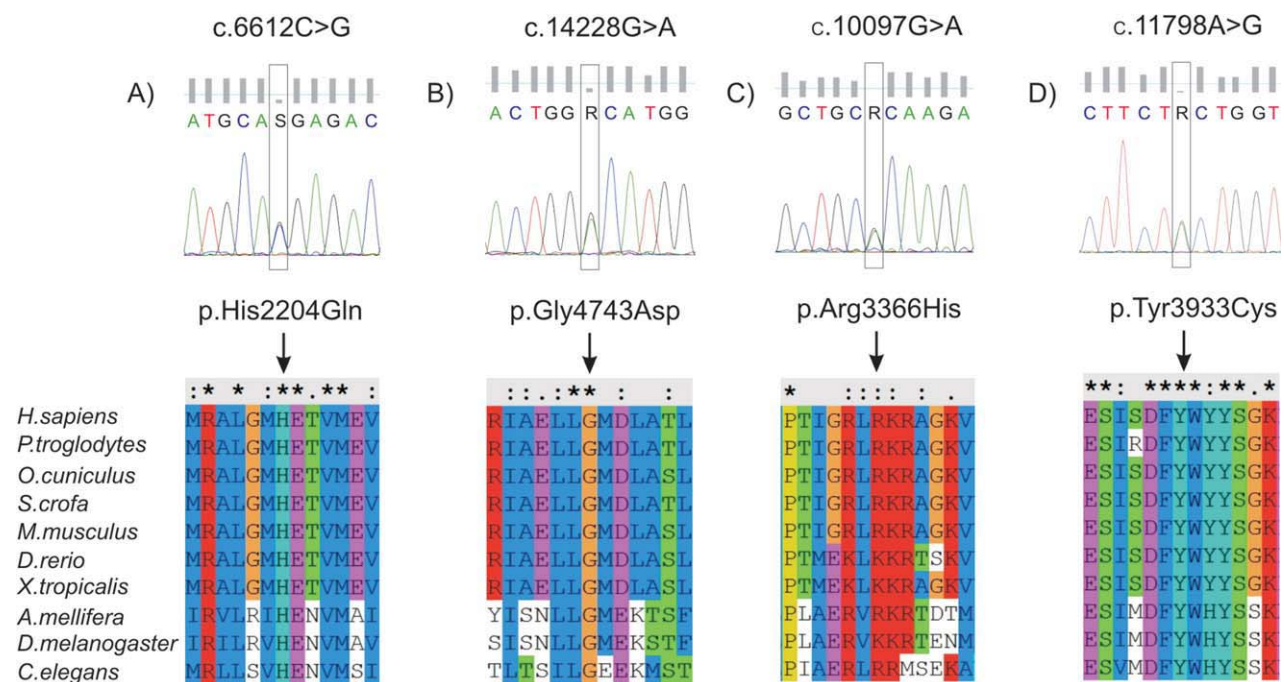 c.6612C>G c.14228G>A c.10097G>A c.11798A>G
A) B) C) D)
ATGCASGAGAC ACTGGRCATGG GCTGCRCAAGA CTTCTRCTGGT
p.His2204Gln p.Gly4743Asp p.Arg3366His p.Tyr3933Cys
:* * :**.** : ::.:** : : * :::: : . **: ****:**.*
H.sapiens MRALGMHETVMEV RIAELLGMDLATL PTIGRLRKRAGKV ESISDFYWYYSGK
P.troglodytes MRALGMHETVMEV RIAELLGMDLATL PTIGRLRKRAGKV ESIRDFYWYYSGK
O.cuniculus MRALGMHETVMEV RIAELLGMDLASL PTIGRLRKRAGKV ESISDFYWYYSGK
S.crofa MRALGMHETVMEV RIAELLGMDLATL PTIGRLRKRAGKV ESISDFYWYYSGK
M.musculus MRALGMHETVMEV RIAELLGMDLASL PTIGRLRKRAGKV ESISDFYWYYSGK
D.rerio MRALGMHETVMEV RIAELLGMDLASL PTMEKLKKRTSKV ESISDFYWYYSGK
X.tropicalis MRALGMHETVMEV RIAELLGMDLASL PTMEKLKKRAGKV ESISDFYWYYSGK
A.mellifera IRVLRIHENVMAI YISNLLGMEKTSF PLAERVRKRTDTM ESIMDFYWHYSSK
D.melanogaster IRILRVHENVMAV SISNLLGMEKSTF PLAERVKKRTENM ESIMDFYWHYSSK
C.elegans MRLLSVHENVMSI TLTSILGEEKMST PIAERLRRMSEKA ESVMDFYWHYSSK